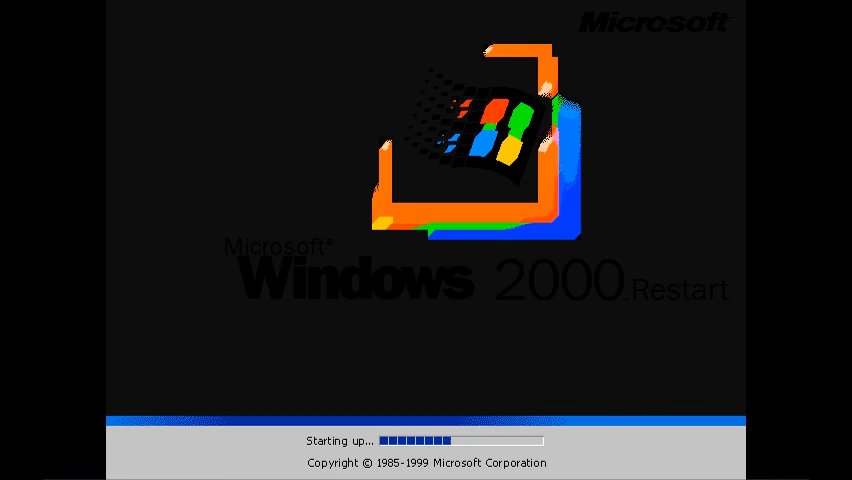 Microsoft
Microsoft®
Windows 2000.Restart
Starting up...
Copyright © 1985-1999 Microsoft Corporation